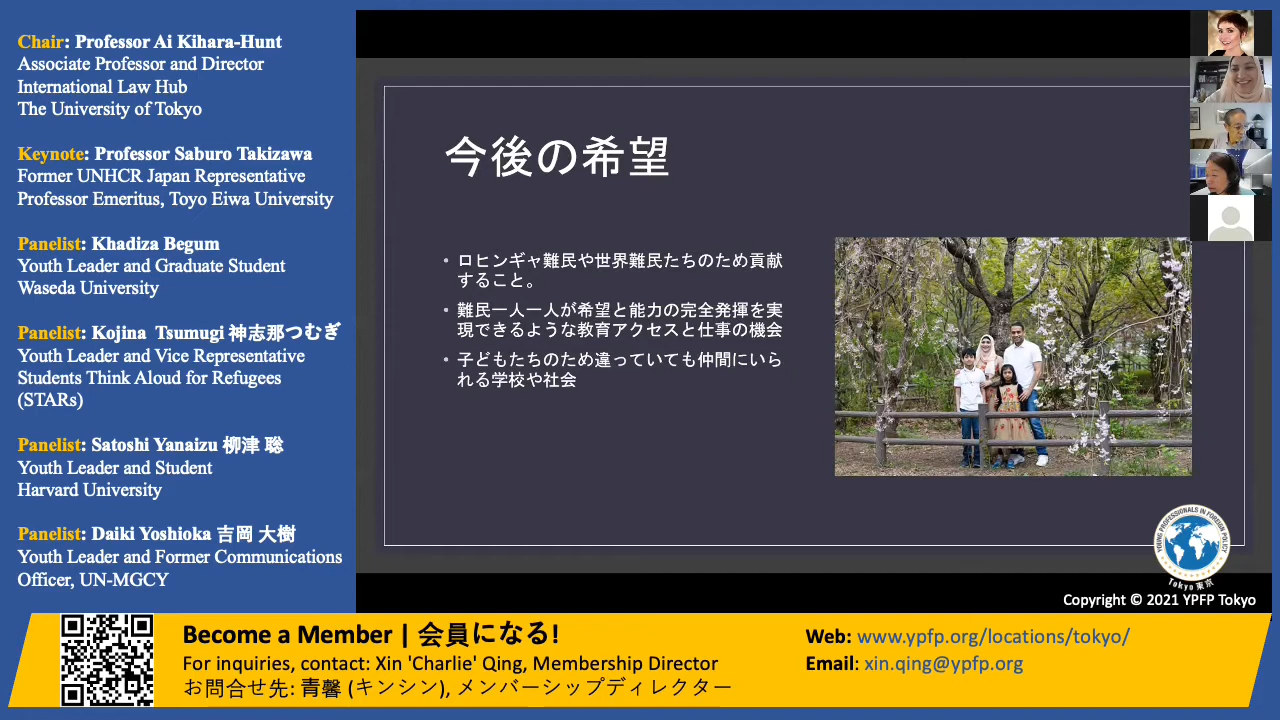 Chair: Professor Ai Kihara-Hunt
Associate Professor and Director
International Law Hub
The University of Tokyo
Keynote: Professor Saburo Takizawa
Former UNHCR Japan Representative
Professor Emeritus, Toyo Eiwa University
Panelist: Khadiza Begum
Youth Leader and Graduate Student
Waseda University
Panelist: Kojina Tsumugi 神志那つむぎ
Youth Leader and Vice Representative
Students Think Aloud for Refugees
(STARs)
Panelist: Satoshi Yanaizu 柳津 聡
Youth Leader and Student
Harvard University
Panelist: Daiki Yoshioka 吉岡 大樹
Youth Leader and Former Communications
Officer, UN-MGCY
今後の希望
• ロヒンギャ難民や世界難民たちのため貢献
すること。
• 難民一人一人が希望と能力の完全発揮を実
現できるような教育アクセスと仕事の機会
• 子どもたちのため違っていても仲間にいら
れる学校や社会
YOUNG PROFESSIONALS IN FOREIGN POLICY
Tokyo 東京
Copyright © 2021 YPFP Tokyo
Become a Member | 会員になる!
For inquiries, contact: Xin 'Charlie' Qing, Membership Director
お問合せ先: 青馨 (キンシン), メンバーシップディレクター
Web: www.ypfp.org/locations/tokyo/
Email: xin.qing@ypfp.org